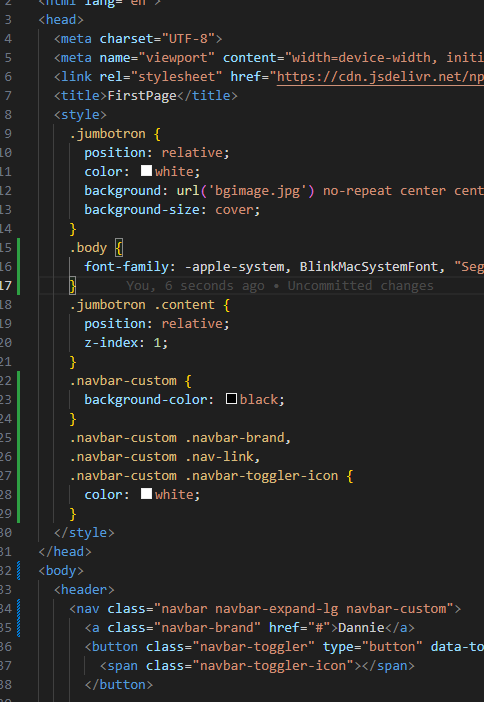 2 <html lang="en">
3 <head>
4 <meta charset="UTF-8">
5 <meta name="viewport" content="width=device-width, initi
6 <link rel="stylesheet" href="https://cdn.jsdelivr.net/np
7 <title>FirstPage</title>
8 <style>
9 .jumbotron {
10 position: relative;
11 color: white;
12 background: url('bgimage.jpg') no-repeat center cent
13 background-size: cover;
14 }
15 .body {
16 font-family: -apple-system, BlinkMacSystemFont, "Seg
17 } You, 6 seconds ago • Uncommitted changes
18 .jumbotron .content {
19 position: relative;
20 z-index: 1;
21 }
22 .navbar-custom {
23 background-color: black;
24 }
25 .navbar-custom .navbar-brand,
26 .navbar-custom .nav-link,
27 .navbar-custom .navbar-toggler-icon {
28 color: white;
29 }
30 </style>
31 </head>
32 <body>
33 <header>
34 <nav class="navbar navbar-expand-lg navbar-custom">
35 <a class="navbar-brand" href="#">Dannie</a>
36 <button class="navbar-toggler" type="button" data-to
37 <span class="navbar-toggler-icon"></span>
38 </button>